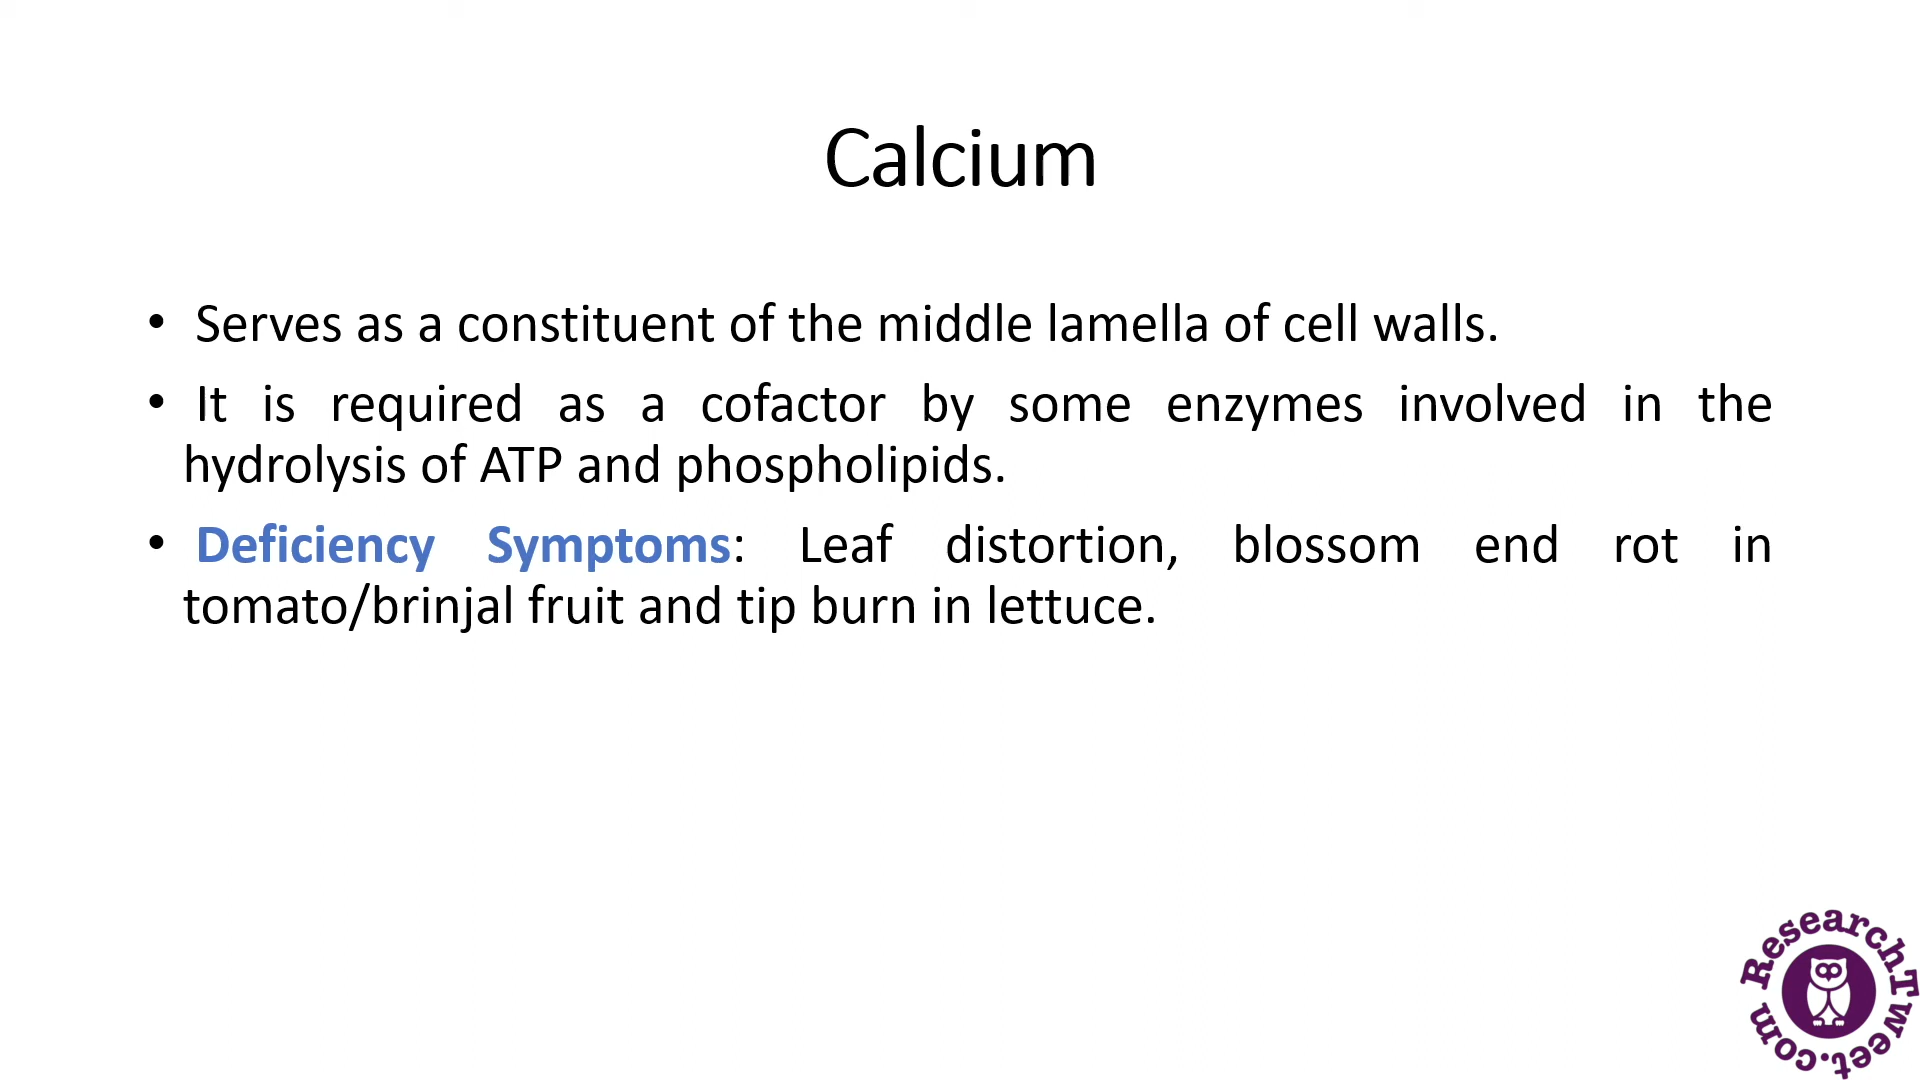 Calcium
• Serves as a constituent of the middle lamella of cell walls.
• It is required as a cofactor by some enzymes involved in the
hydrolysis of ATP and phospholipids.
• Deficiency Symptoms: Leaf distortion, blossom end rot in
tomato/brinjal fruit and tip burn in lettuce.
ResearchTweet.com